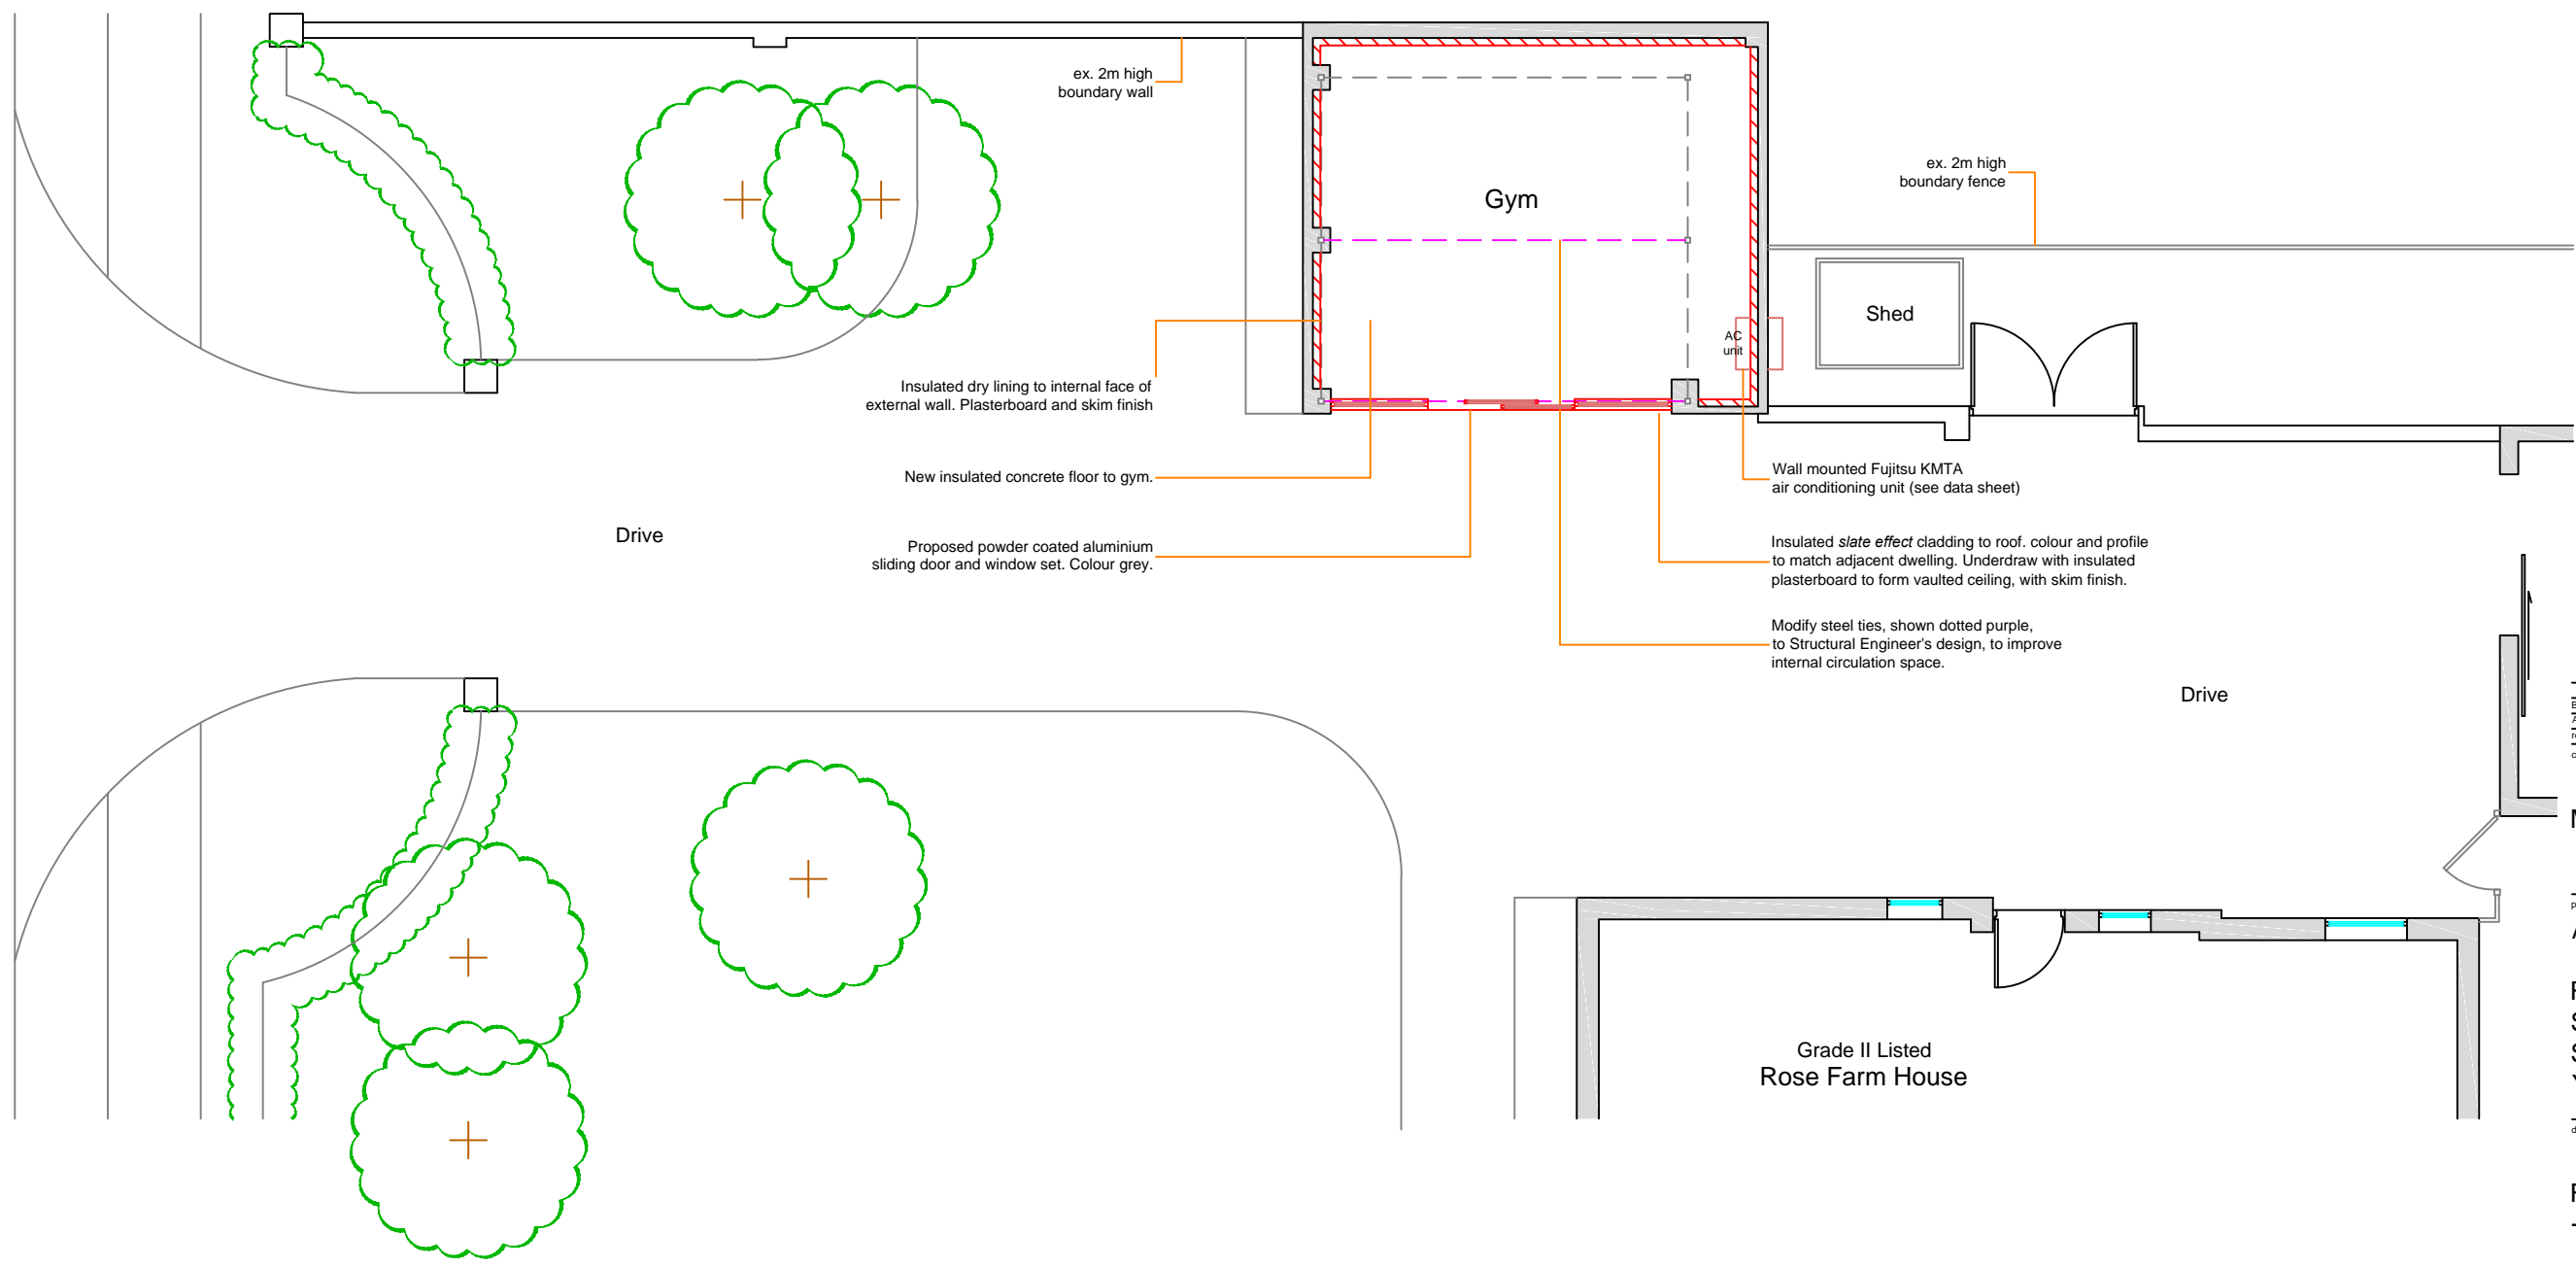 ex. 2m high
boundary wall
Gym
ex. 2m high
boundary fence
Shed
AC
unit
Insulated dry lining to internal face of
external wall. Plasterboard and skim finish
New insulated concrete floor to gym.
Wall mounted Fujitsu KMTA
air conditioning unit (see data sheet)
Drive
Proposed powder coated aluminium
sliding door and window set. Colour grey.
Insulated slate effect cladding to roof. colour and profile
to match adjacent dwelling. Underdraw with insulated
plasterboard to form vaulted ceiling, with skim finish.
Modify steel ties, shown dotted purple,
to Structural Engineer's design, to improve
internal circulation space.
Drive
Grade II Listed
Rose Farm House